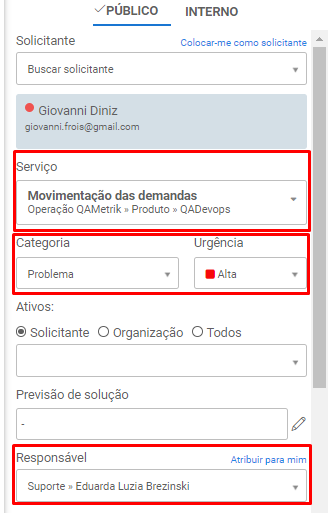 PÚBLICO INTERNO
Solicitante Colocar-me como solicitante
Buscar solicitante
Giovanni Diniz
giovanni.frois@gmail.com
Serviço
Movimentação das demandas
Operação QAMetrik » Produto » QADevops
Categoria Urgência
Problema Alta
Ativos:
Solicitante Organização Todos
Previsão de solução
-
Responsável Atribuir para mim
Suporte » Eduarda Luzia Brezinski